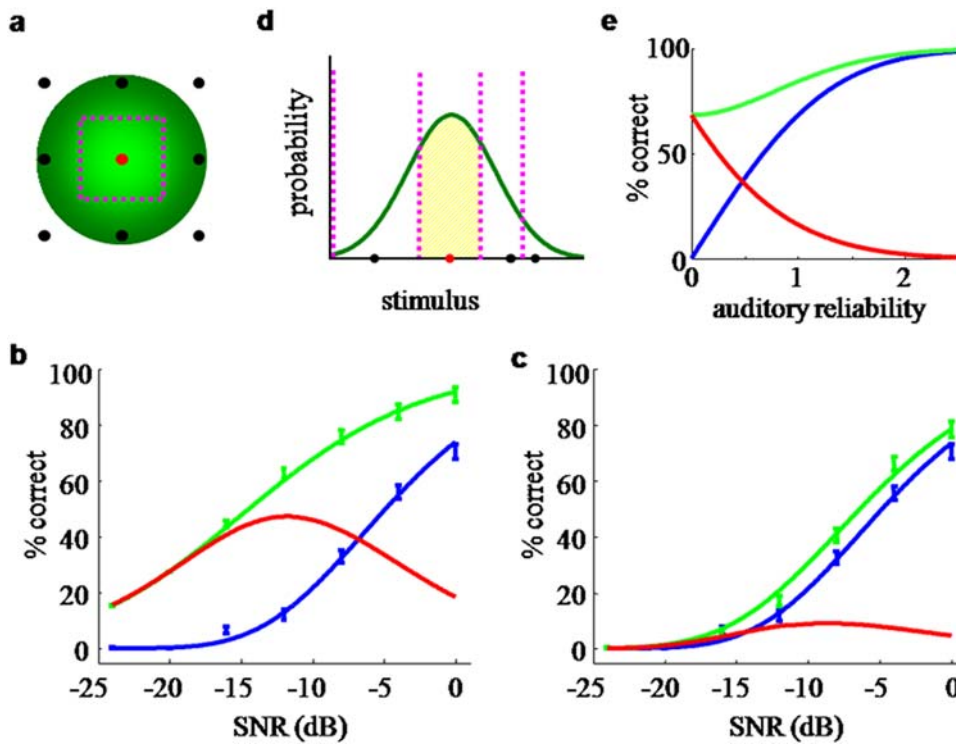 a
d
probability
stimulus
e
100
50
0
% correct
0 1 2
auditory reliability
b
100
80
60
40
20
0
% correct
-25 -20 -15 -10 -5 0
SNR (dB)
c
100
80
60
40
20
0
% correct
-25 -20 -15 -10 -5 0
SNR (dB)